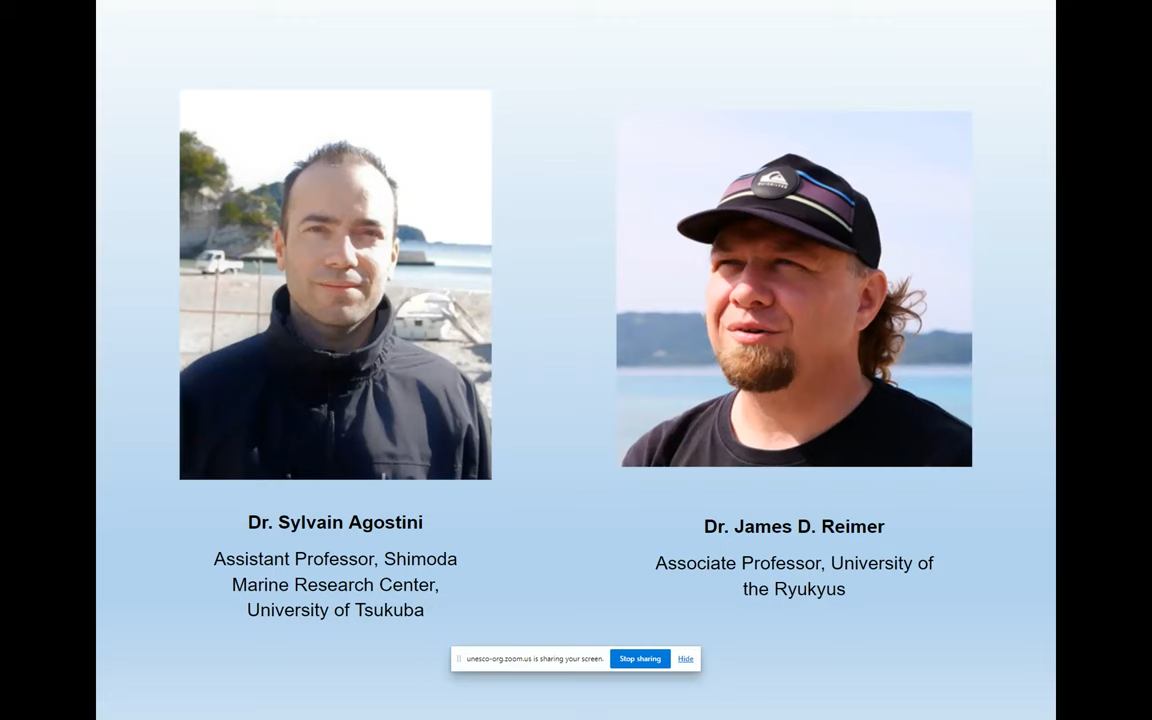 Dr. Sylvain Agostini
Assistant Professor, Shimoda
Marine Research Center,
University of Tsukuba
Dr. James D. Reimer
Associate Professor, University of
the Ryukyus
unesco-org.zoom.us is sharing your screen.
Stop sharing
Hide